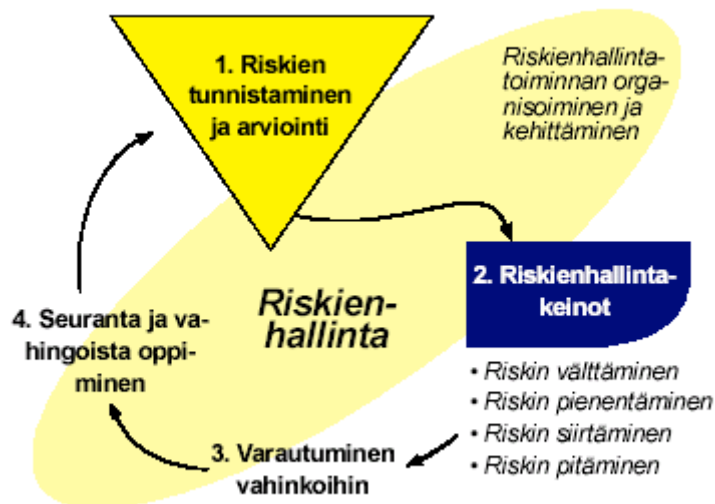 1. Riskien
tunnistaminen
ja arviointi
Riskienhallinta-
toiminnan orga-
nisoiminen ja
kehittäminen
2. Riskienhallinta-
keinot
Riskien-
hallinta
4. Seuranta ja va-
hingoista oppi-
minen
• Riskin välttäminen
• Riskin pienentäminen
• Riskin siirtäminen
• Riskin pitäminen
3. Varautuminen
vahinkoihin